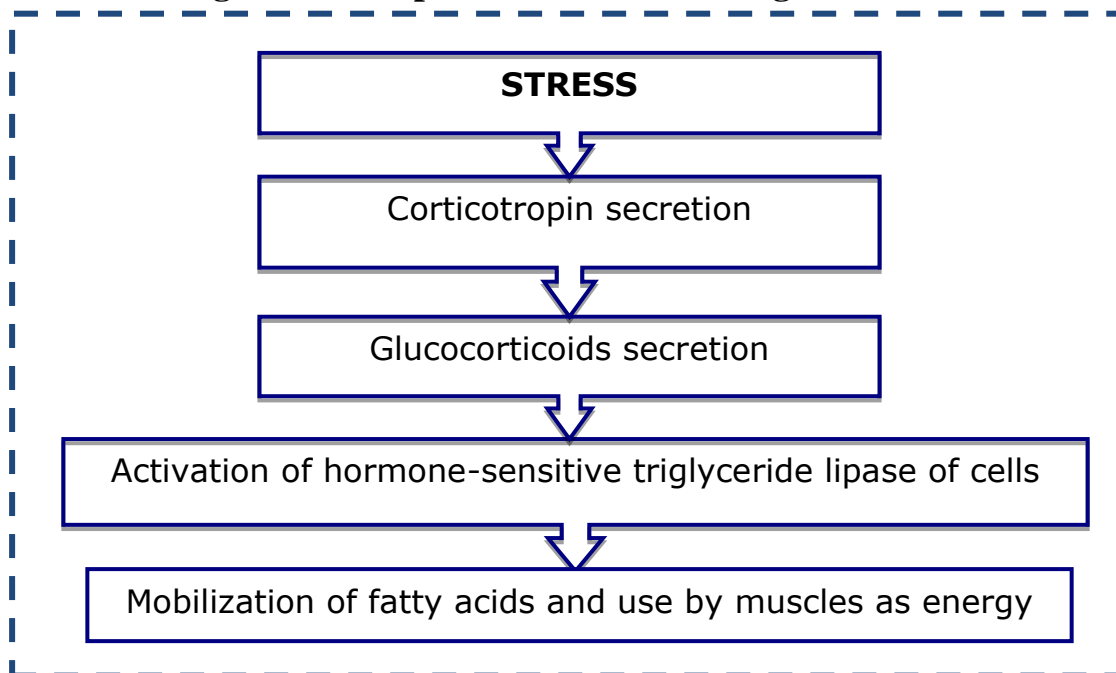 STRESS
Corticotropin secretion
Glucocorticoids secretion
Activation of hormone-sensitive triglyceride lipase of cells
Mobilization of fatty acids and use by muscles as energy